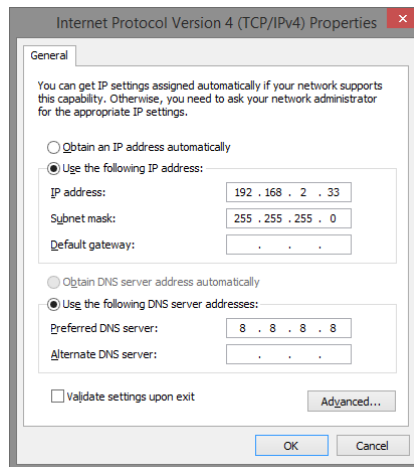 Internet Protocol Version 4 (TCP/IPv4) Properties
General
You can get IP settings assigned automatically if your network supports
this capability. Otherwise, you need to ask your network administrator
for the appropriate IP settings.
Obtain an IP address automatically
Use the following IP address:
IP address: 192 . 168 . 2 . 33
Subnet mask: 255 . 255 . 255 . 0
Default gateway: . . .
Obtain DNS server address automatically
Use the following DNS server addresses:
Preferred DNS server: 8 . 8 . 8 . 8
Alternate DNS server: . . .
Validate settings upon exit
Advanced...
OK Cancel